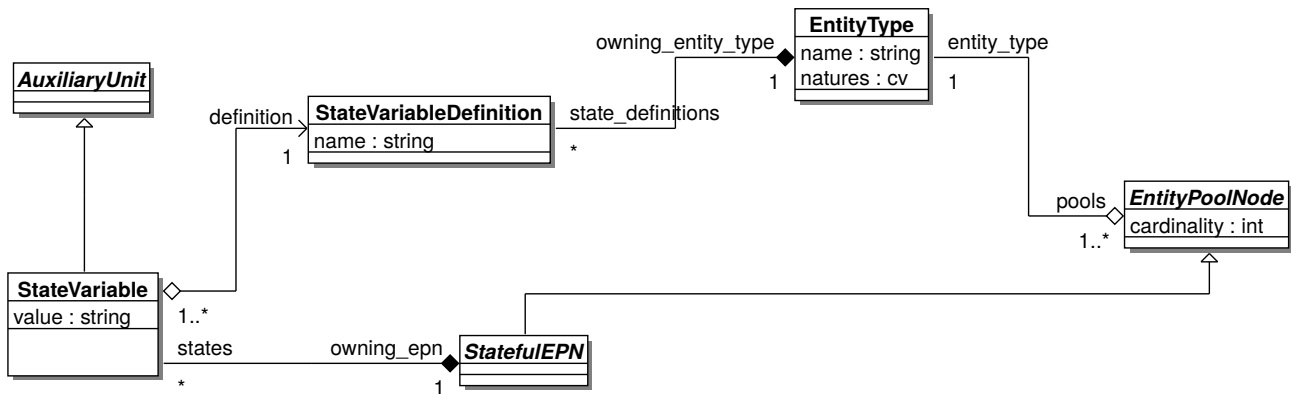 EntityType
name : string
natures : cv
owning_entity_type
1
entity_type
1
AuxiliaryUnit
StateVariableDefinition
name : string
definition
1
state_definitions
*
EntityPoolNode
cardinality : int
pools
1..*
StateVariable
value : string
1..*
states
*
owning_epn
1
StatefulEPN